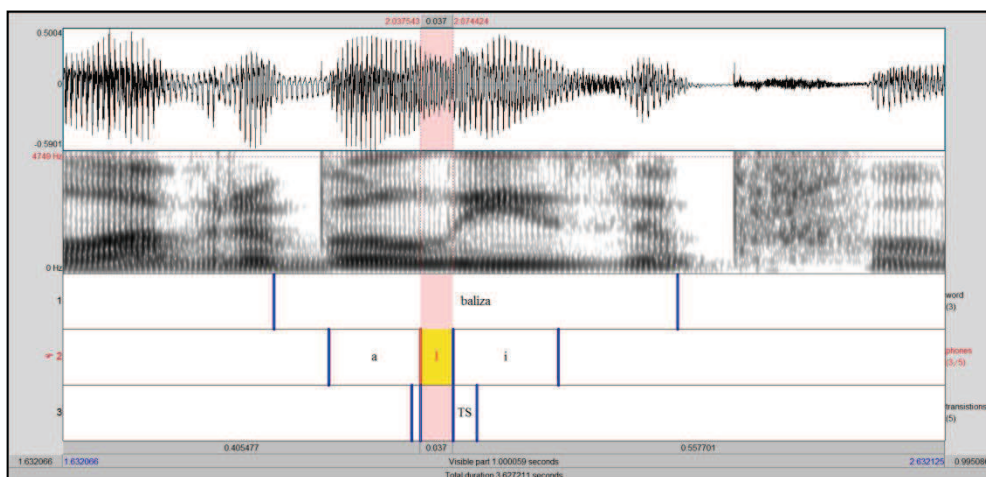 2.037543 0.037 2.074424
0.5004
0
-0.5901
4749 Hz
0 Hz
1 baliza word (3)
2 a l i phones (3/5)
3 TS transistions (5)
0.405477 0.037 0.557701
1.632066 1.632066 Visible part 1.000059 seconds 2.632125 0.995086
Total duration 3.627211 seconds